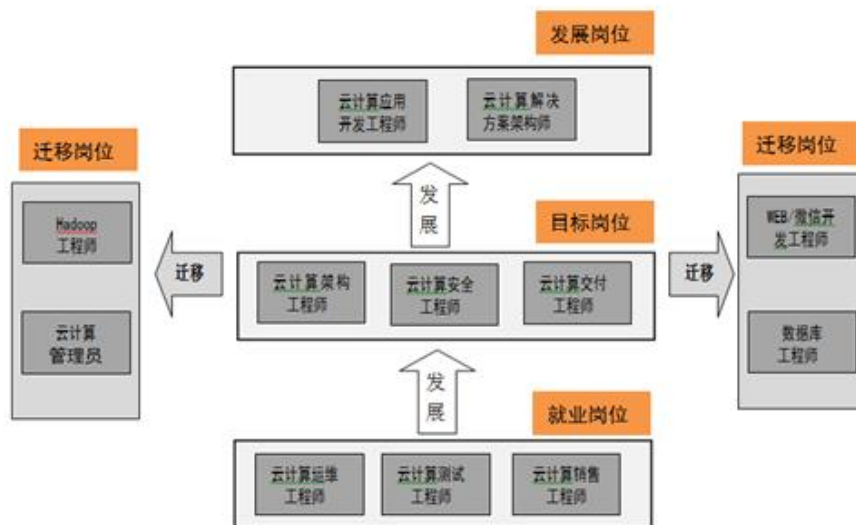 发展岗位
云计算应用
开发工程师
云计算解决
方案架构师
迁移岗位
迁移岗位
发
展
目标岗位
Hadoop
工程师
WEB/微信开
发工程师
迁移
云计算架构
工程师
云计算安全
工程师
云计算交付
工程师
迁移
云计算
管理员
数据库
工程师
发
展
就业岗位
云计算运维
工程师
云计算测试
工程师
云计算销售
工程师